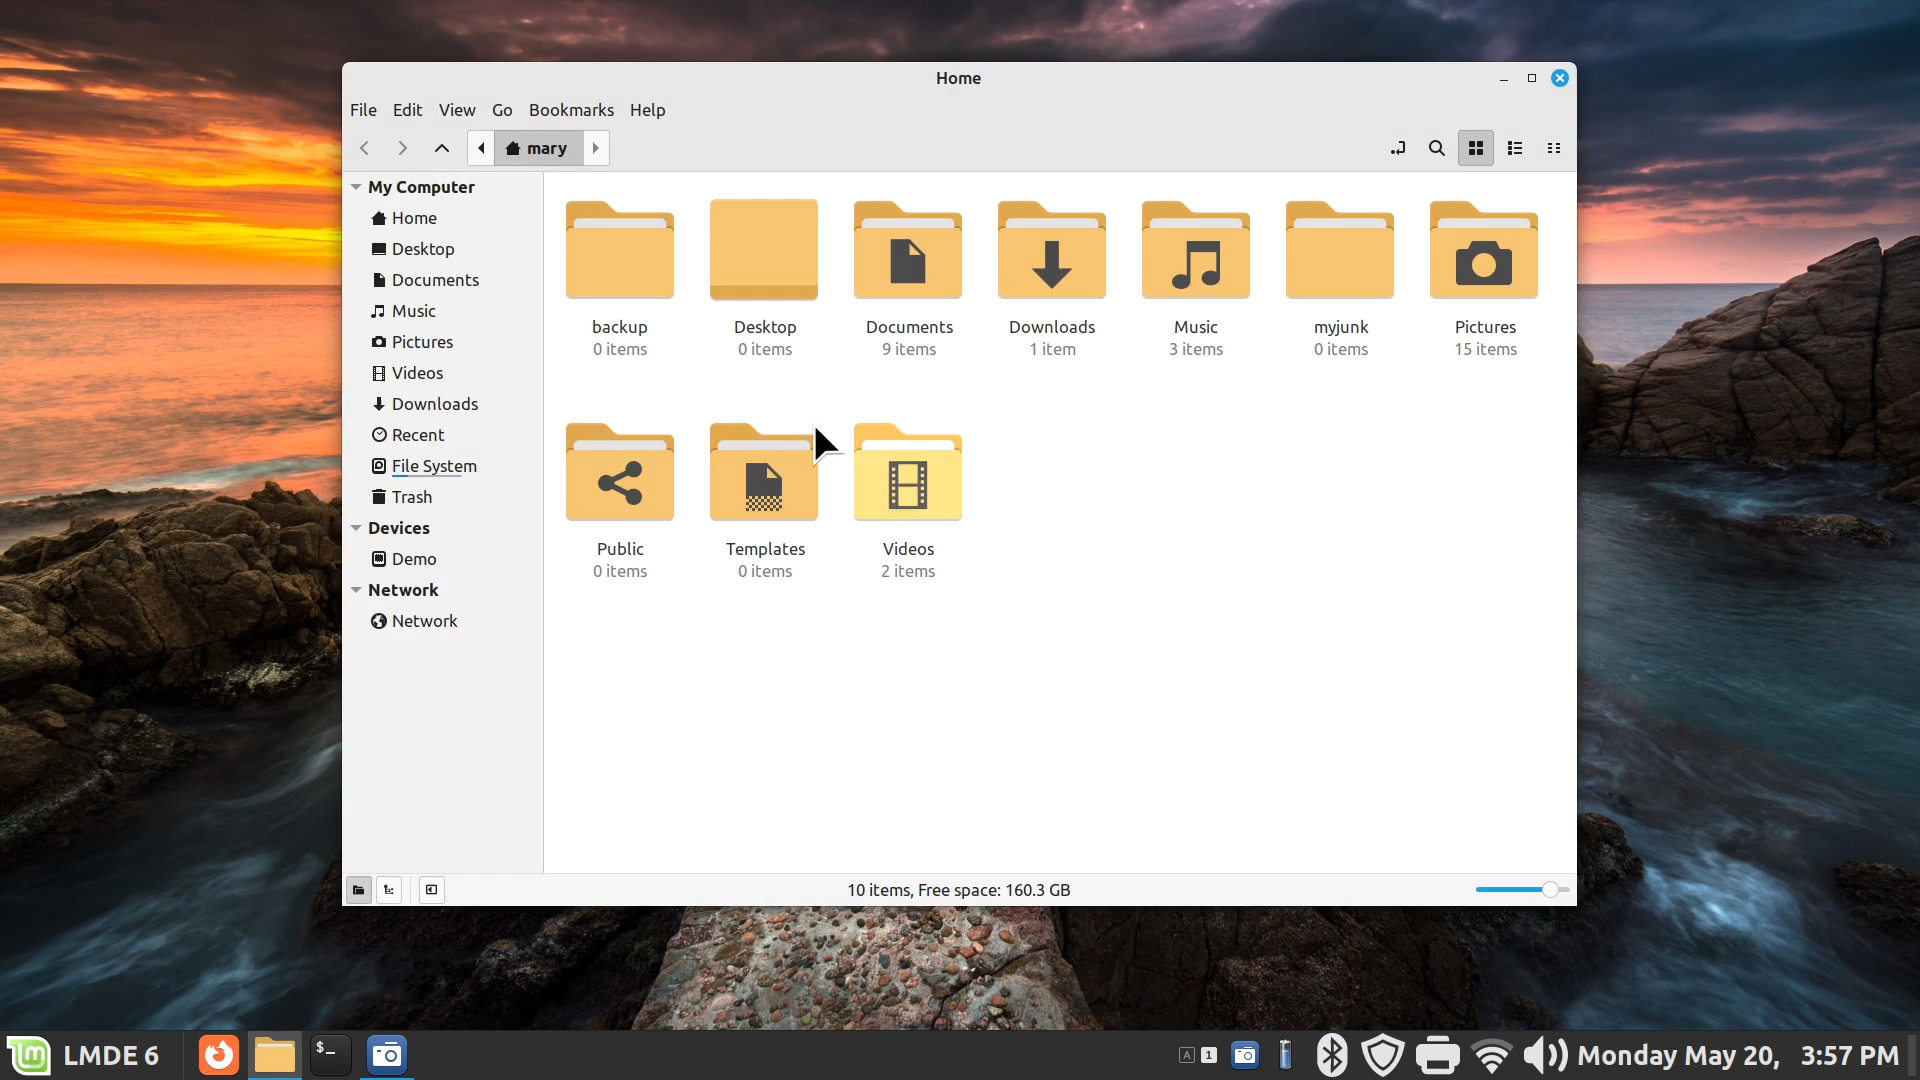 Home
File Edit View Go Bookmarks Help
mary
My Computer
Home
Desktop
Documents
Music
Pictures
Videos
Downloads
Recent
File System
Trash
Devices
Demo
Network
Network
backup Desktop Documents Downloads Music myjunk Pictures
0 items 0 items 9 items 1 item 3 items 0 items 15 items
Public Templates Videos
0 items 0 items 2 items
10 items, Free space: 160.3 GB
LMDE 6 $_ A 1 Monday May 20, 3:57 PM